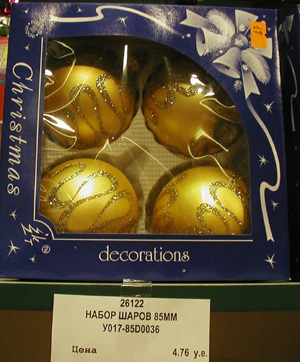 Christmas
decorations
26122
НАБОР ШАРОВ 85ММ
У017-85D0036
Цена 4.76 у.е.